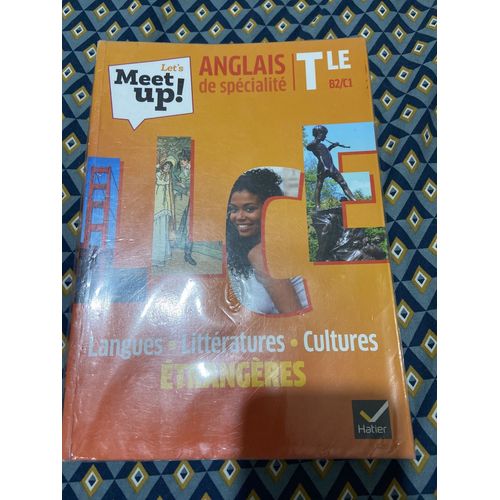 Let's
Meet
up!
ANGLAIS
de spécialité
TLE
B2/C1
LLCE
Langues • Littératures • Cultures
ÉTRANGÈRES
Hatier